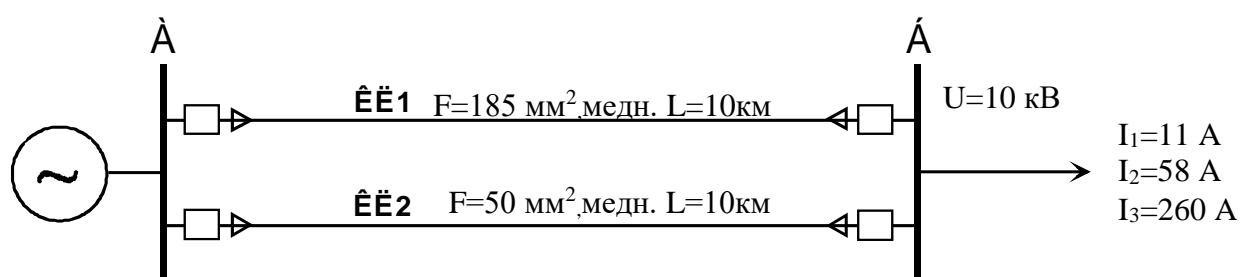 À
Á
ÊË1 F=185 мм²,медн. L=10км
U=10 кВ
I₁=11 А
I₂=58 А
I₃=260 А
ÊË2 F=50 мм²,медн. L=10км